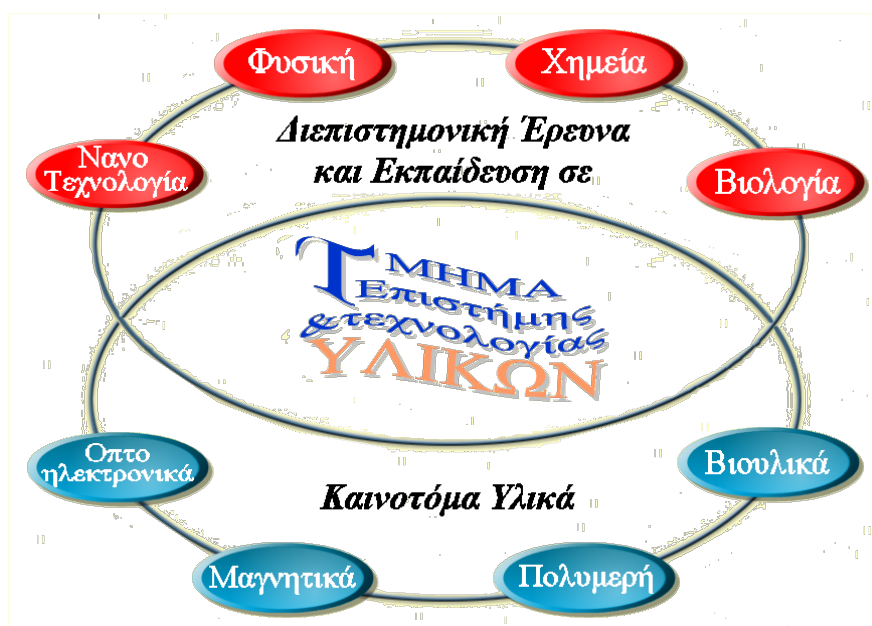 Φυσική
Χημεία
Διεπιστημονική Έρευνα
και Εκπαίδευση σε
Νανο
Τεχνολογία
Βιολογία
ΤΜΗΜΑ
Επιστήμης
&τεχνολογίας
ΥΛΙΚΩΝ
Οπτο
ηλεκτρονικά
Βιουλικά
Καινοτόμα Υλικά
Μαγνητικά
Πολυμερή